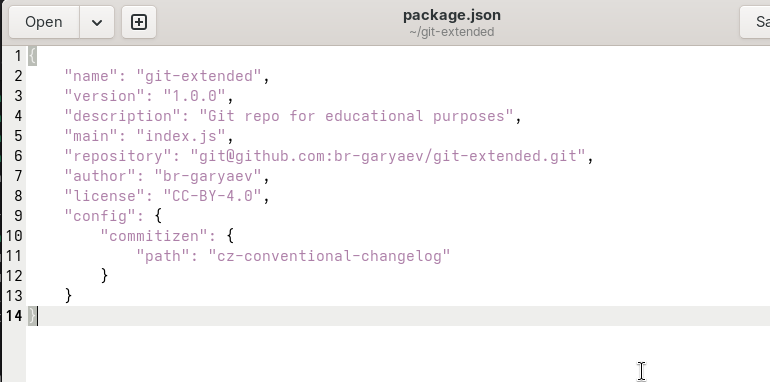 Open
package.json
~/git-extended
1 {
2     "name": "git-extended",
3     "version": "1.0.0",
4     "description": "Git repo for educational purposes",
5     "main": "index.js",
6     "repository": "git@github.com:br-garyaev/git-extended.git",
7     "author": "br-garyaev",
8     "license": "CC-BY-4.0",
9     "config": {
10         "commitizen": {
11             "path": "cz-conventional-changelog"
12         }
13     }
14 }